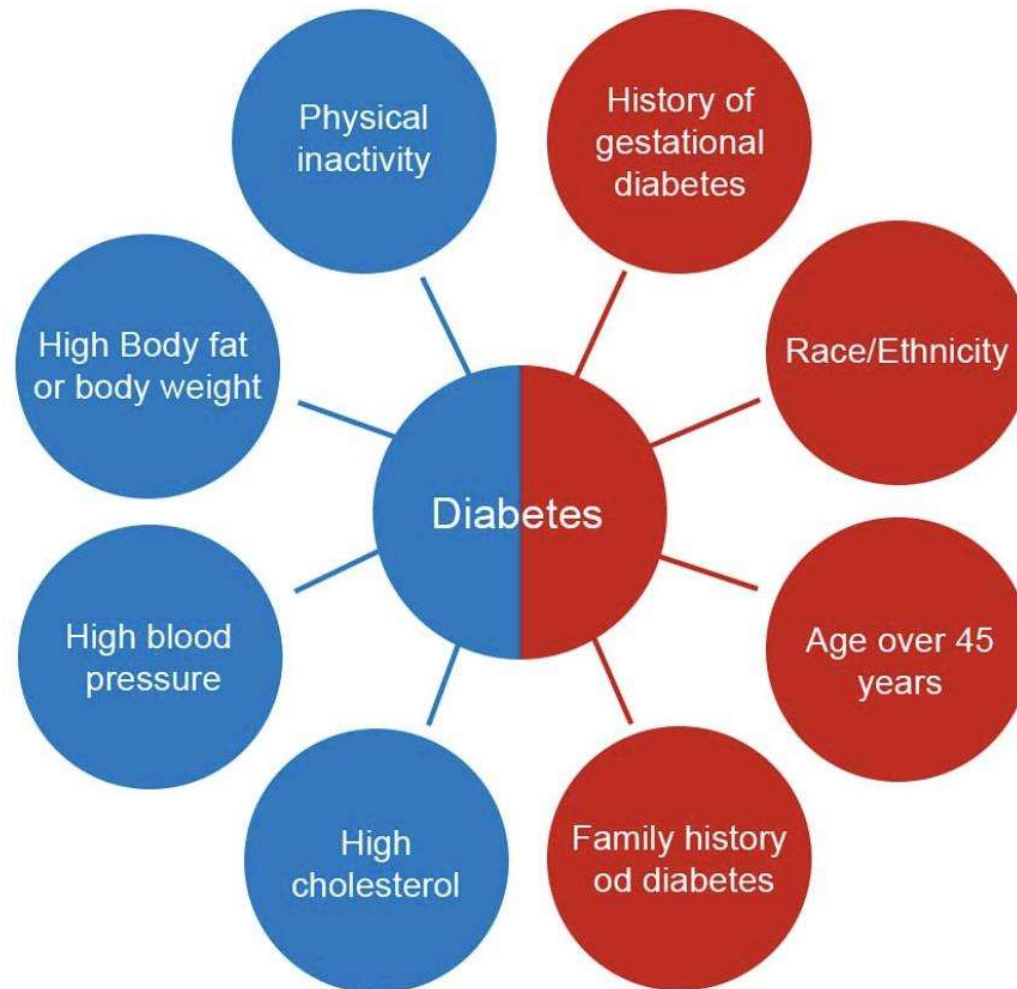 Physical
inactivity
History of
gestational
diabetes
High Body fat
or body weight
Race/Ethnicity
Diabetes
High blood
pressure
Age over 45
years
High
cholesterol
Family history
od diabetes